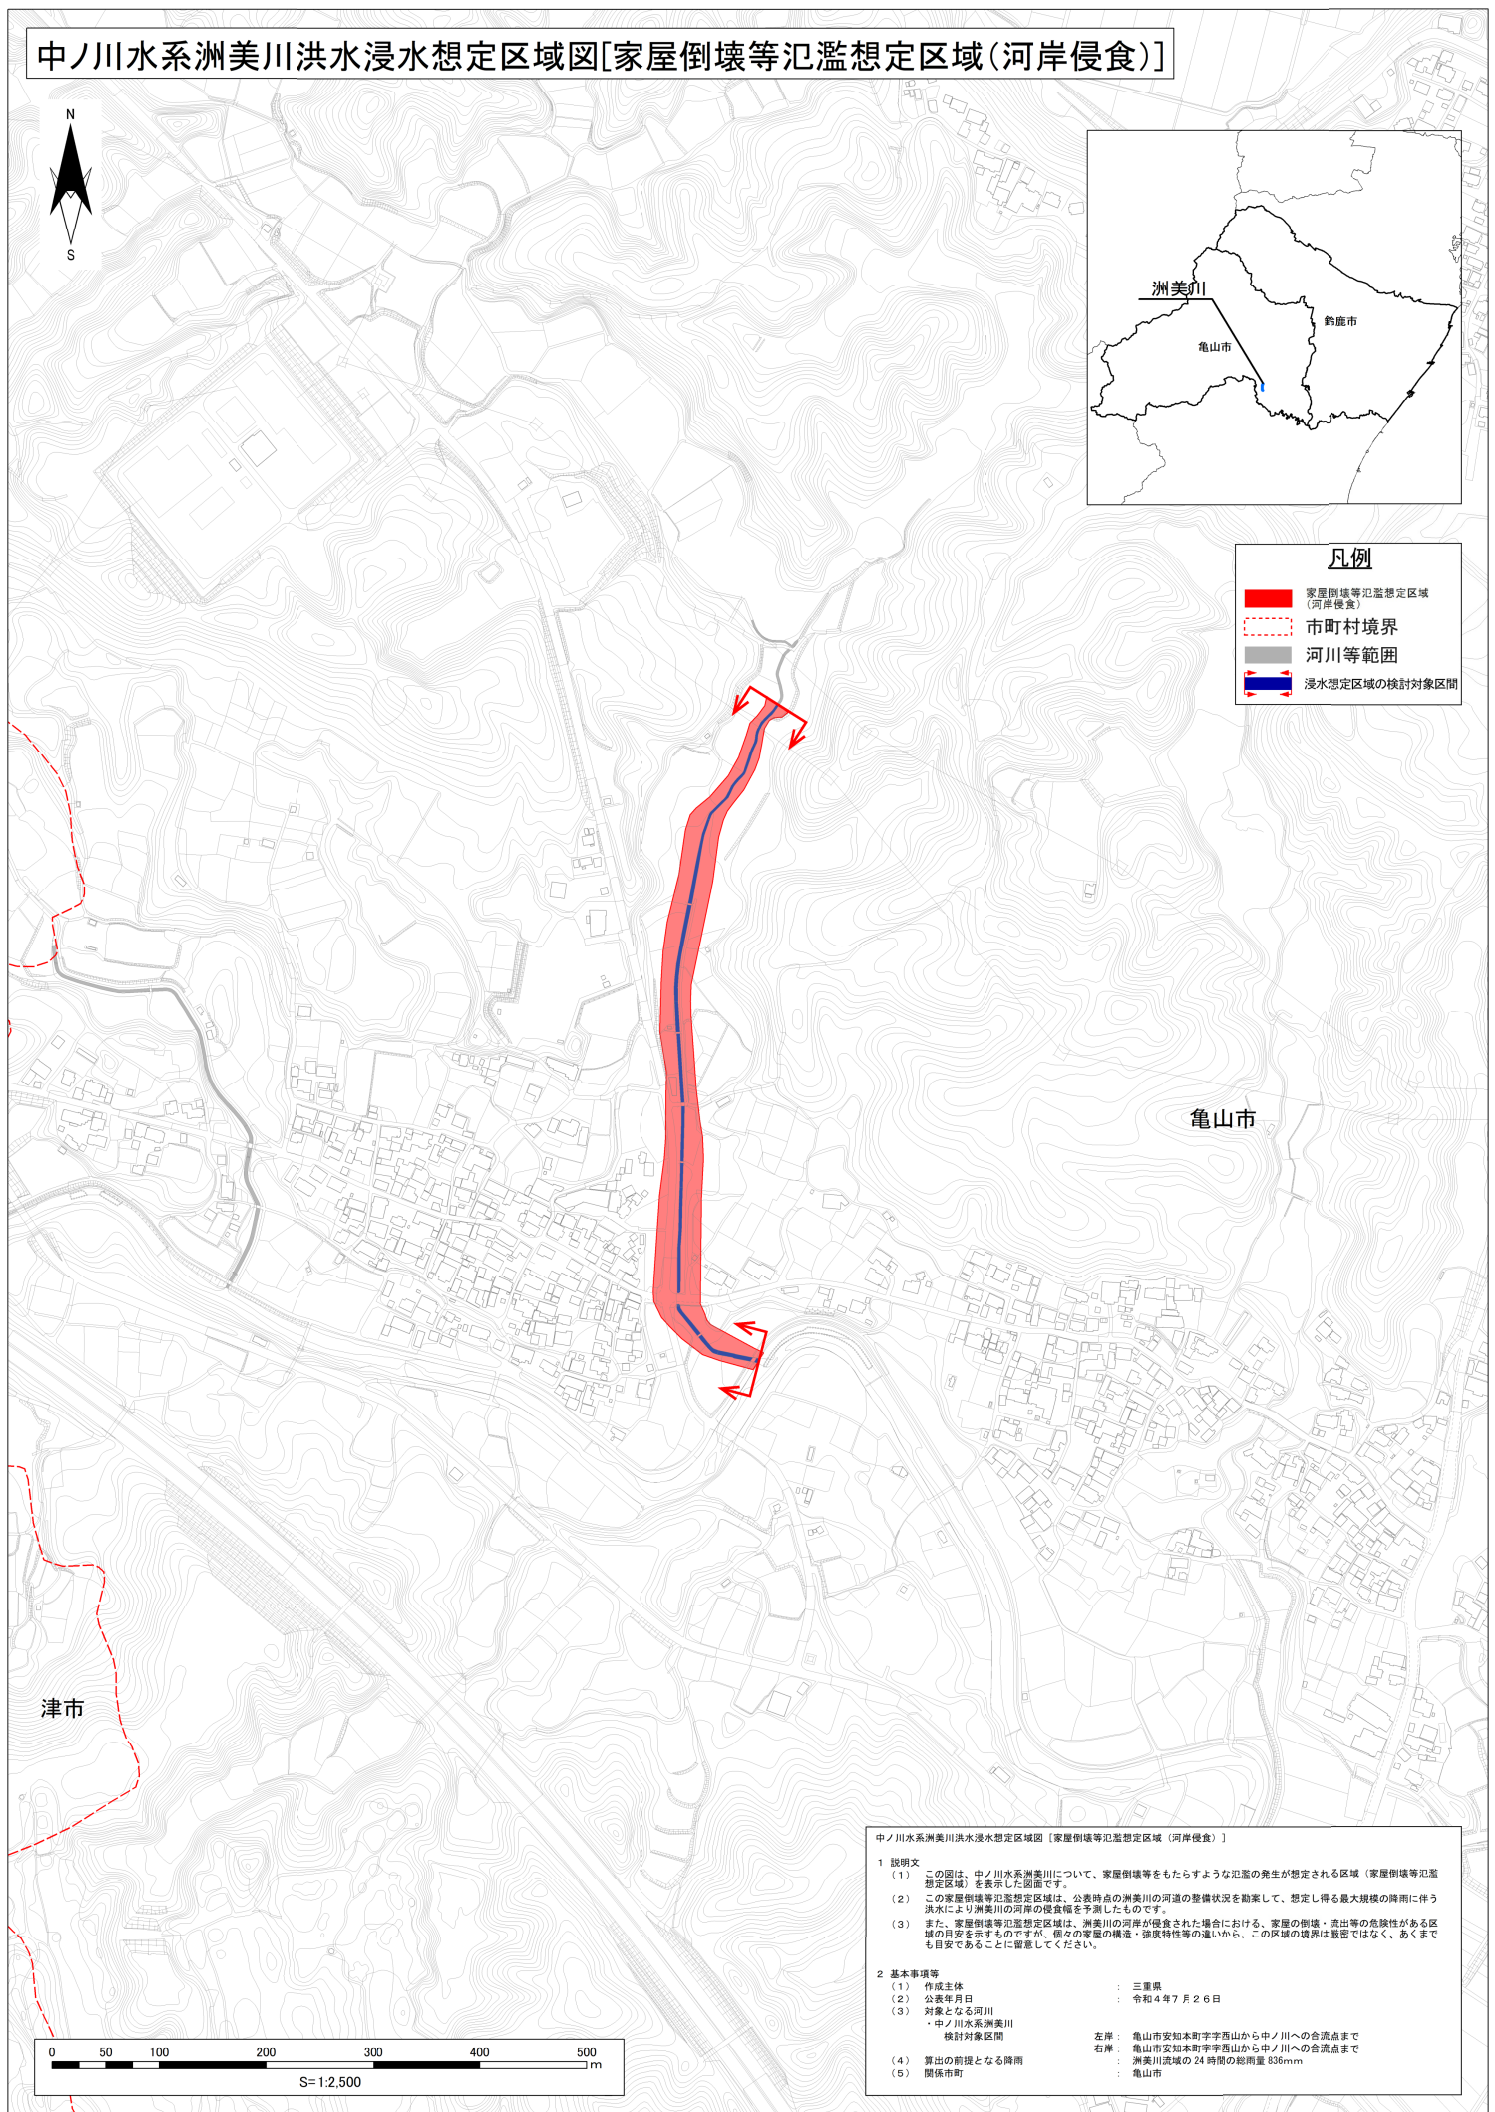 中ノ川水系洲美川洪水浸水想定区域図[家屋倒壊等氾濫想定区域(河岸侵食)]
N
S
洲美川
鈴鹿市
亀山市
凡例
家屋倒壊等氾濫想定区域
(河岸侵食)
市町村境界
河川等範囲
浸水想定区域の検討対象区間
亀山市
津市
中ノ川水系洲美川洪水浸水想定区域図 [家屋倒壊等氾濫想定区域（河岸侵食）]
1 説明文
（1） この図は、中ノ川水系洲美川について、家屋倒壊等をもたらすような氾濫の発生が想定される区域（家屋倒壊等氾濫
想定区域）を表示した図面です。
（2） この家屋倒壊等氾濫想定区域は、公表時点の洲美川の河道の整備状況を勘案して、想定し得る最大規模の降雨に伴う
洪水により洲美川の河岸の侵食幅を予測したものです。
（3） また、家屋倒壊等氾濫想定区域は、洲美川の河岸が侵食された場合における、家屋の倒壊・流出等の危険性がある区
域の目安を示すものですが、個々の家屋の構造・強度特性等の違いから、この区域の境界は厳密ではなく、あくまで
も目安であることに留意してください。
2 基本事項等
（1） 作成主体 : 三重県
（2） 公表年月日 : 令和4年7月26日
（3） 対象となる河川
・中ノ川水系洲美川
検討対象区間 左岸: 亀山市安知本町字字西山から中ノ川への合流点まで
右岸: 亀山市安知本町字字西山から中ノ川への合流点まで
（4） 算出の前提となる降雨 : 洲美川流域の24時間の総雨量836mm
（5） 関係市町 : 亀山市
0 50 100 200 300 400 500
m
S=1:2,500